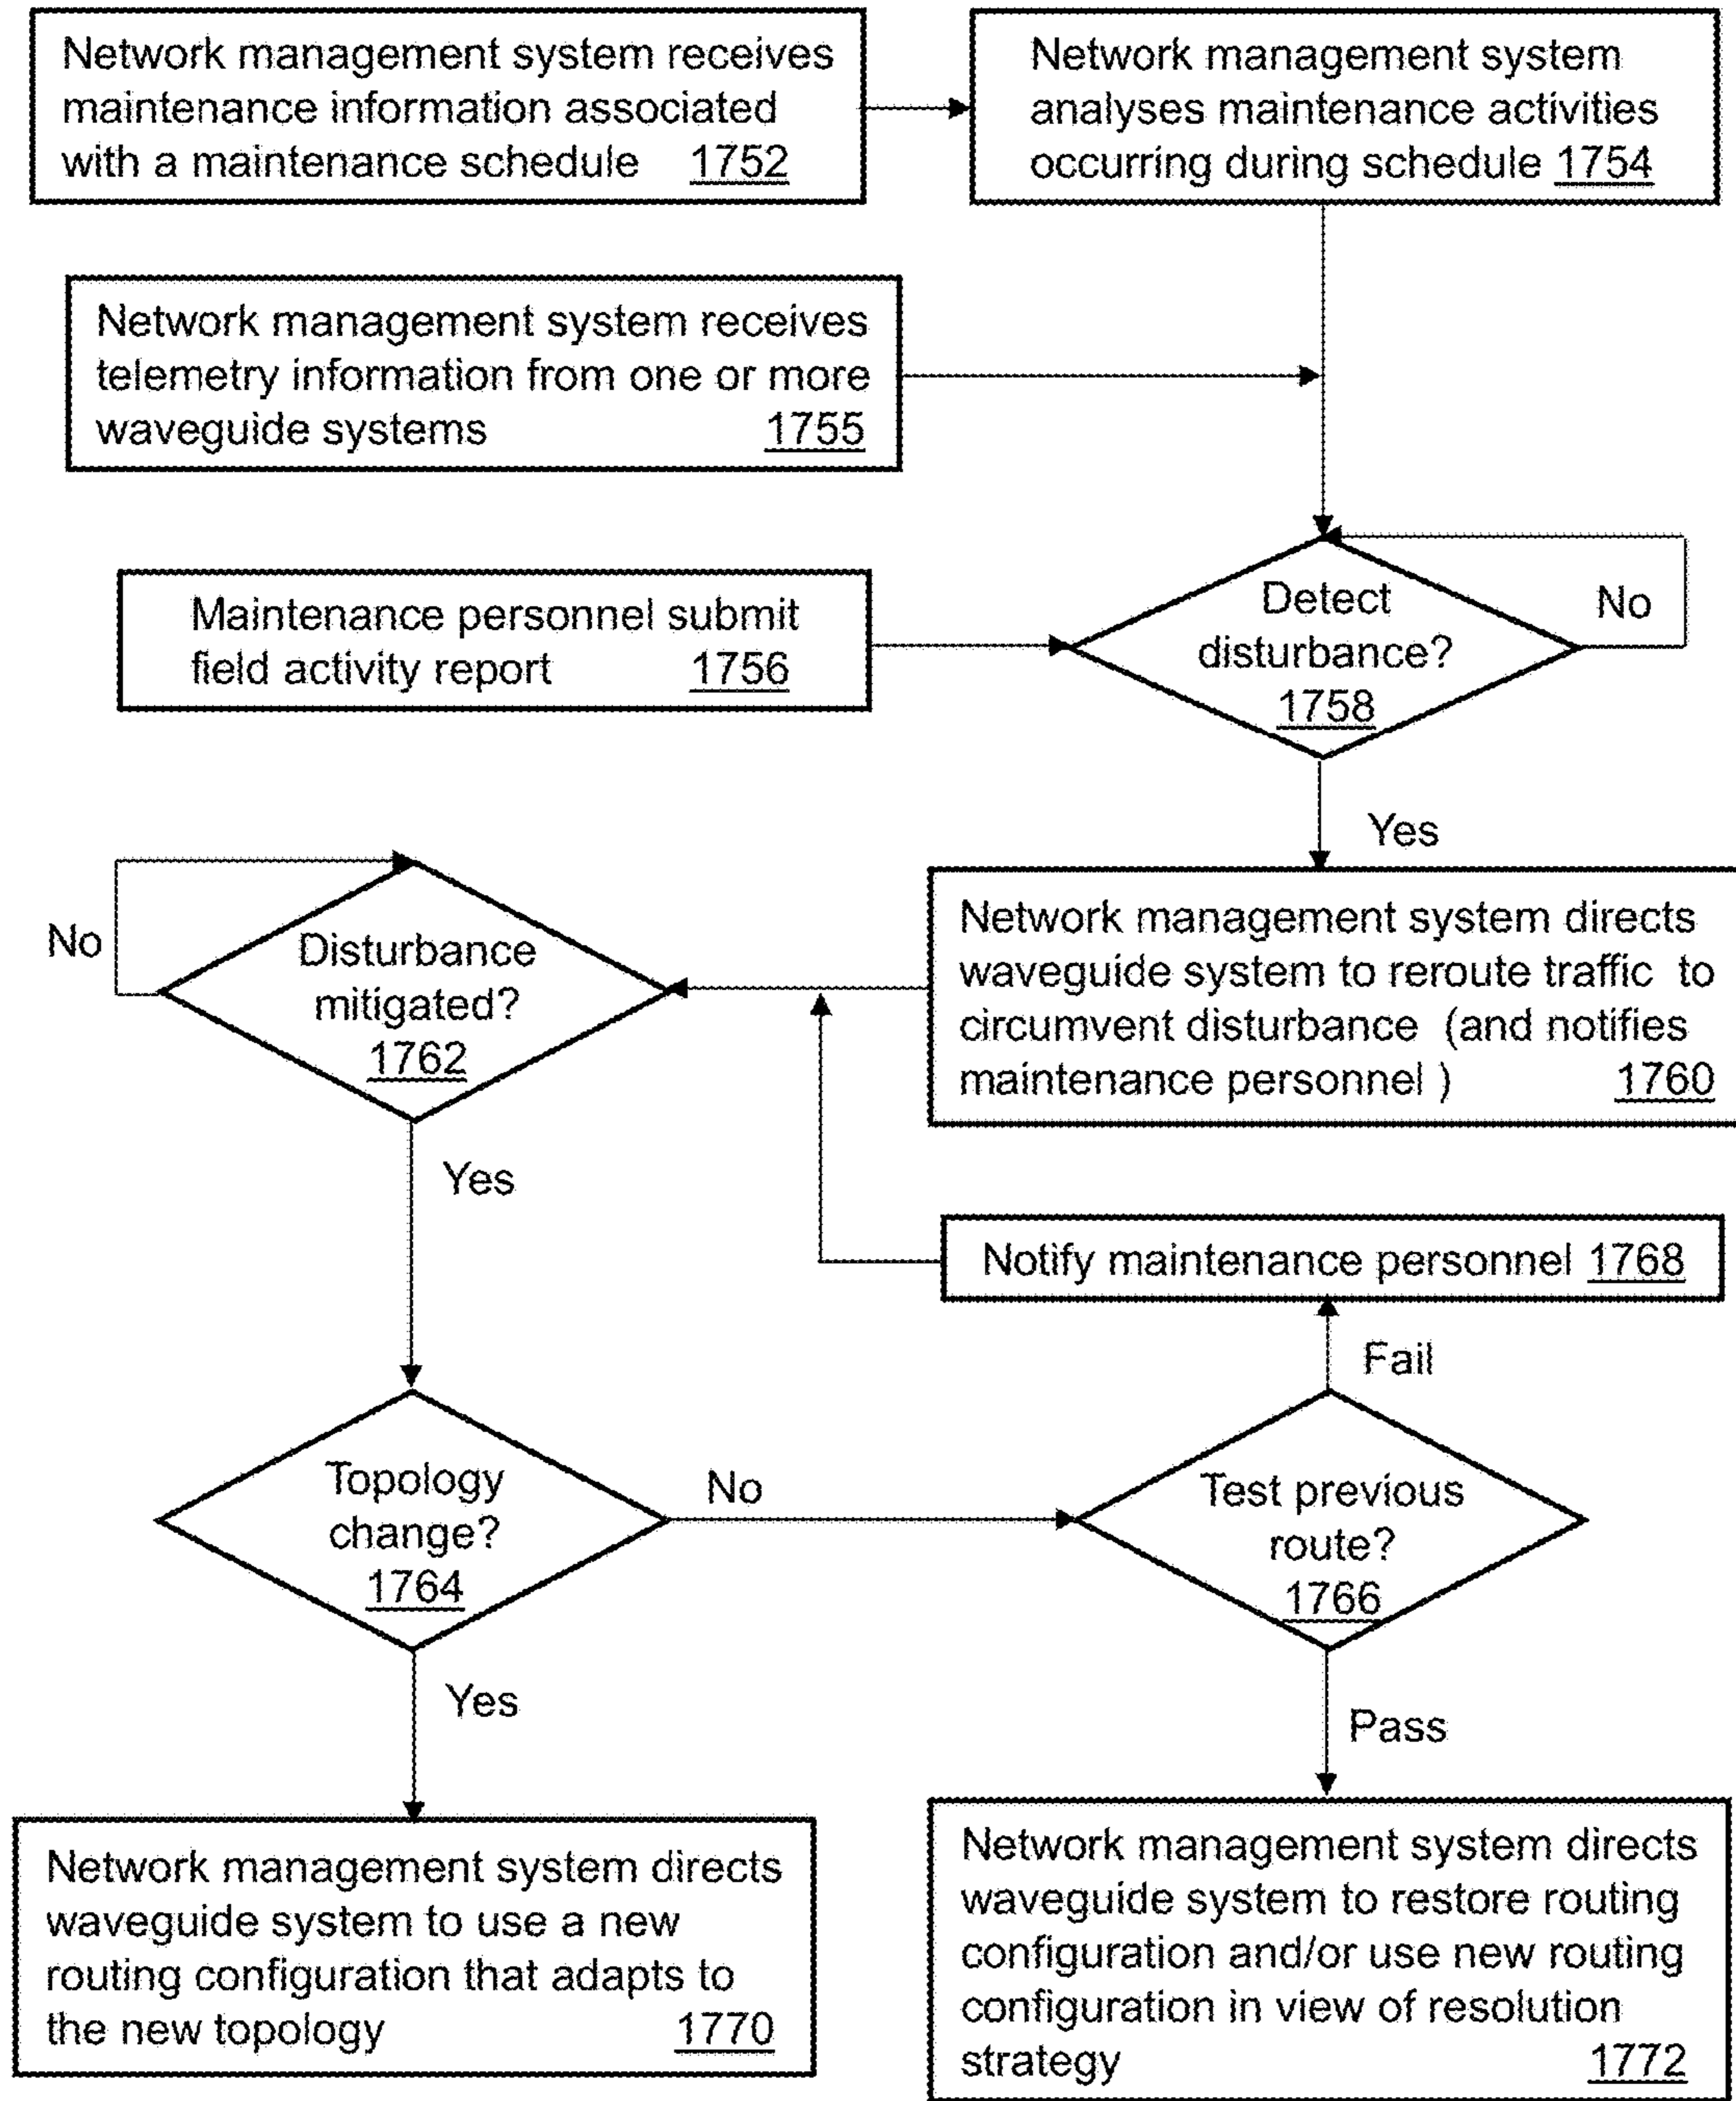 Network management system receives
maintenance information associated
with a maintenance schedule 1752
Network management system
analyses maintenance activities
occurring during schedule 1754
Network management system receives
telemetry information from one or more
waveguide systems 1755
Maintenance personnel submit
field activity report 1756
Detect
disturbance?
1758
No
Yes
Network management system directs
waveguide system to reroute traffic to
circumvent disturbance (and notifies
maintenance personnel ) 1760
No
Disturbance
mitigated?
1762
Yes
Notify maintenance personnel 1768
Fail
Topology
change?
1764
No
Test previous
route?
1766
Yes
Pass
Network management system directs
waveguide system to use a new
routing configuration that adapts to
the new topology 1770
Network management system directs
waveguide system to restore routing
configuration and/or use new routing
configuration in view of resolution
strategy 1772